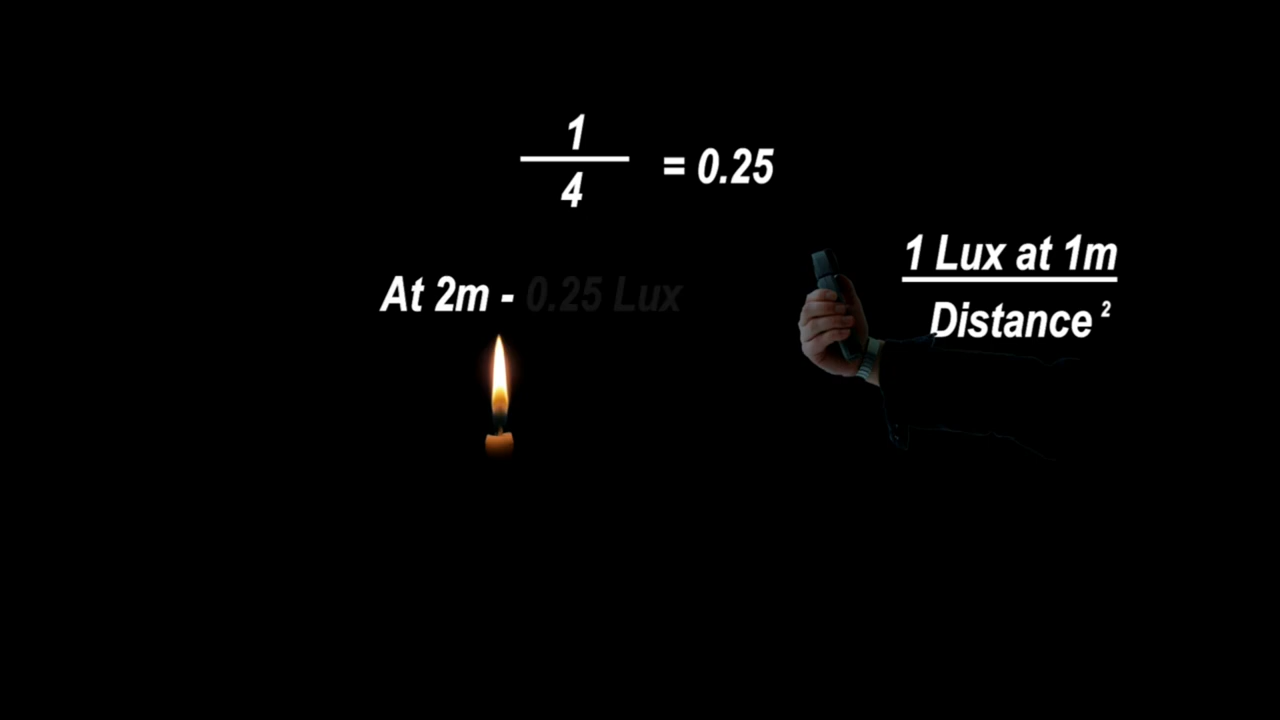 1
4
= 0.25
1 Lux at 1m
Distance ²
At 2m - 0.25 Lux